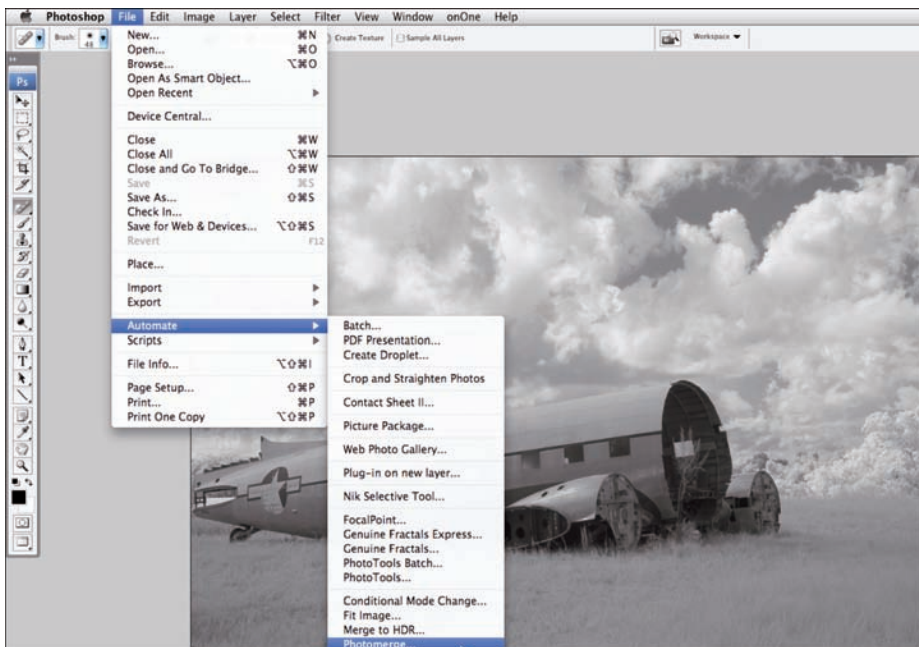 Photoshop File Edit Image Layer Select Filter View Window onOne Help
Brush: 48 Create Texture Sample All Layers Workspace
Ps
New... ⌘N
Open... ⌘O
Browse... ⌥⌘O
Open As Smart Object...
Open Recent
Device Central...
Close ⌘W
Close All ⌥⌘W
Close and Go To Bridge... ⇧⌘W
Save ⌘S
Save As... ⇧⌘S
Check In...
Save for Web & Devices... ⌥⇧⌘S
Revert F12
Place...
Import
Export
Automate
Scripts
File Info... ⌥⇧⌘I
Page Setup... ⇧⌘P
Print... ⌘P
Print One Copy ⌥⇧⌘P
Batch...
PDF Presentation...
Create Droplet...
Crop and Straighten Photos
Contact Sheet II...
Picture Package...
Web Photo Gallery...
Plug-in on new layer...
Nik Selective Tool...
FocalPoint...
Genuine Fractals Express...
Genuine Fractals...
PhotoTools Batch...
PhotoTools...
Conditional Mode Change...
Fit Image...
Merge to HDR...
Photomerge...